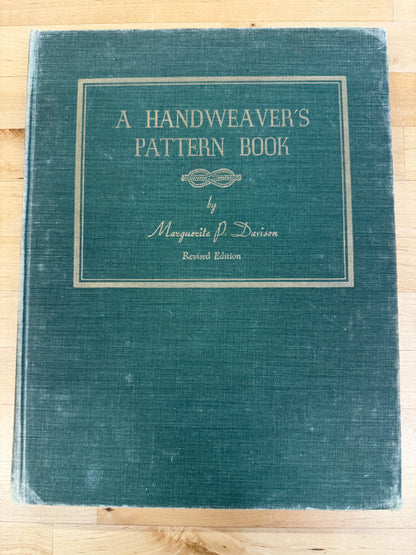 A HANDWEAVER'S
PATTERN BOOK
by
Marguerite P. Davison
Revised Edition